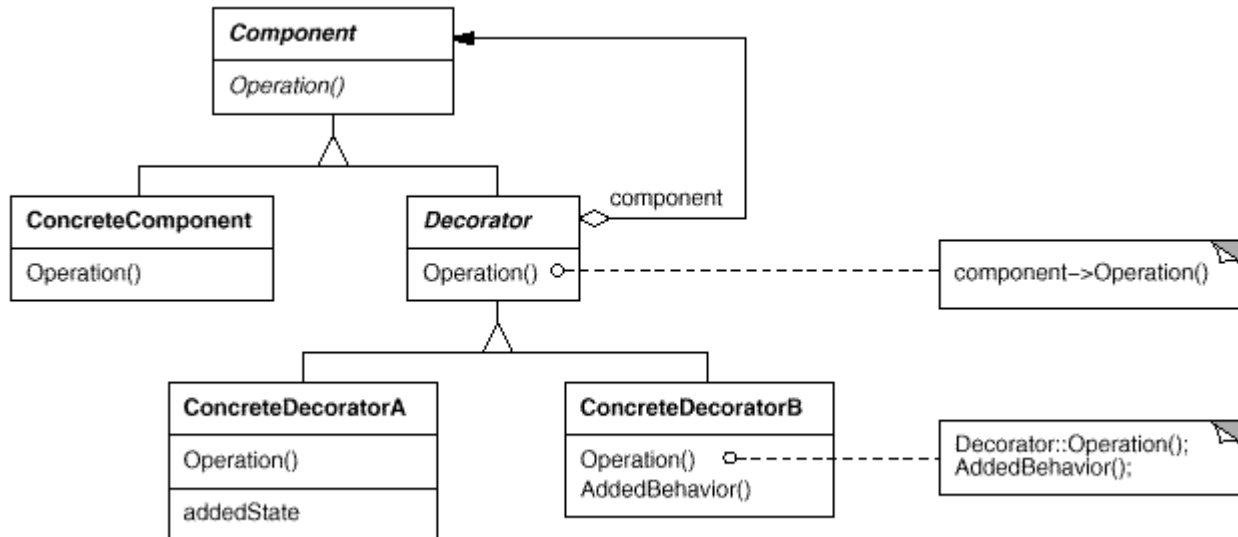 Component
Operation()
component
ConcreteComponent
Operation()
Decorator
Operation()
component–>Operation()
ConcreteDecoratorA
Operation()
addedState
ConcreteDecoratorB
Operation()
AddedBehavior()
Decorator::Operation();
AddedBehavior();